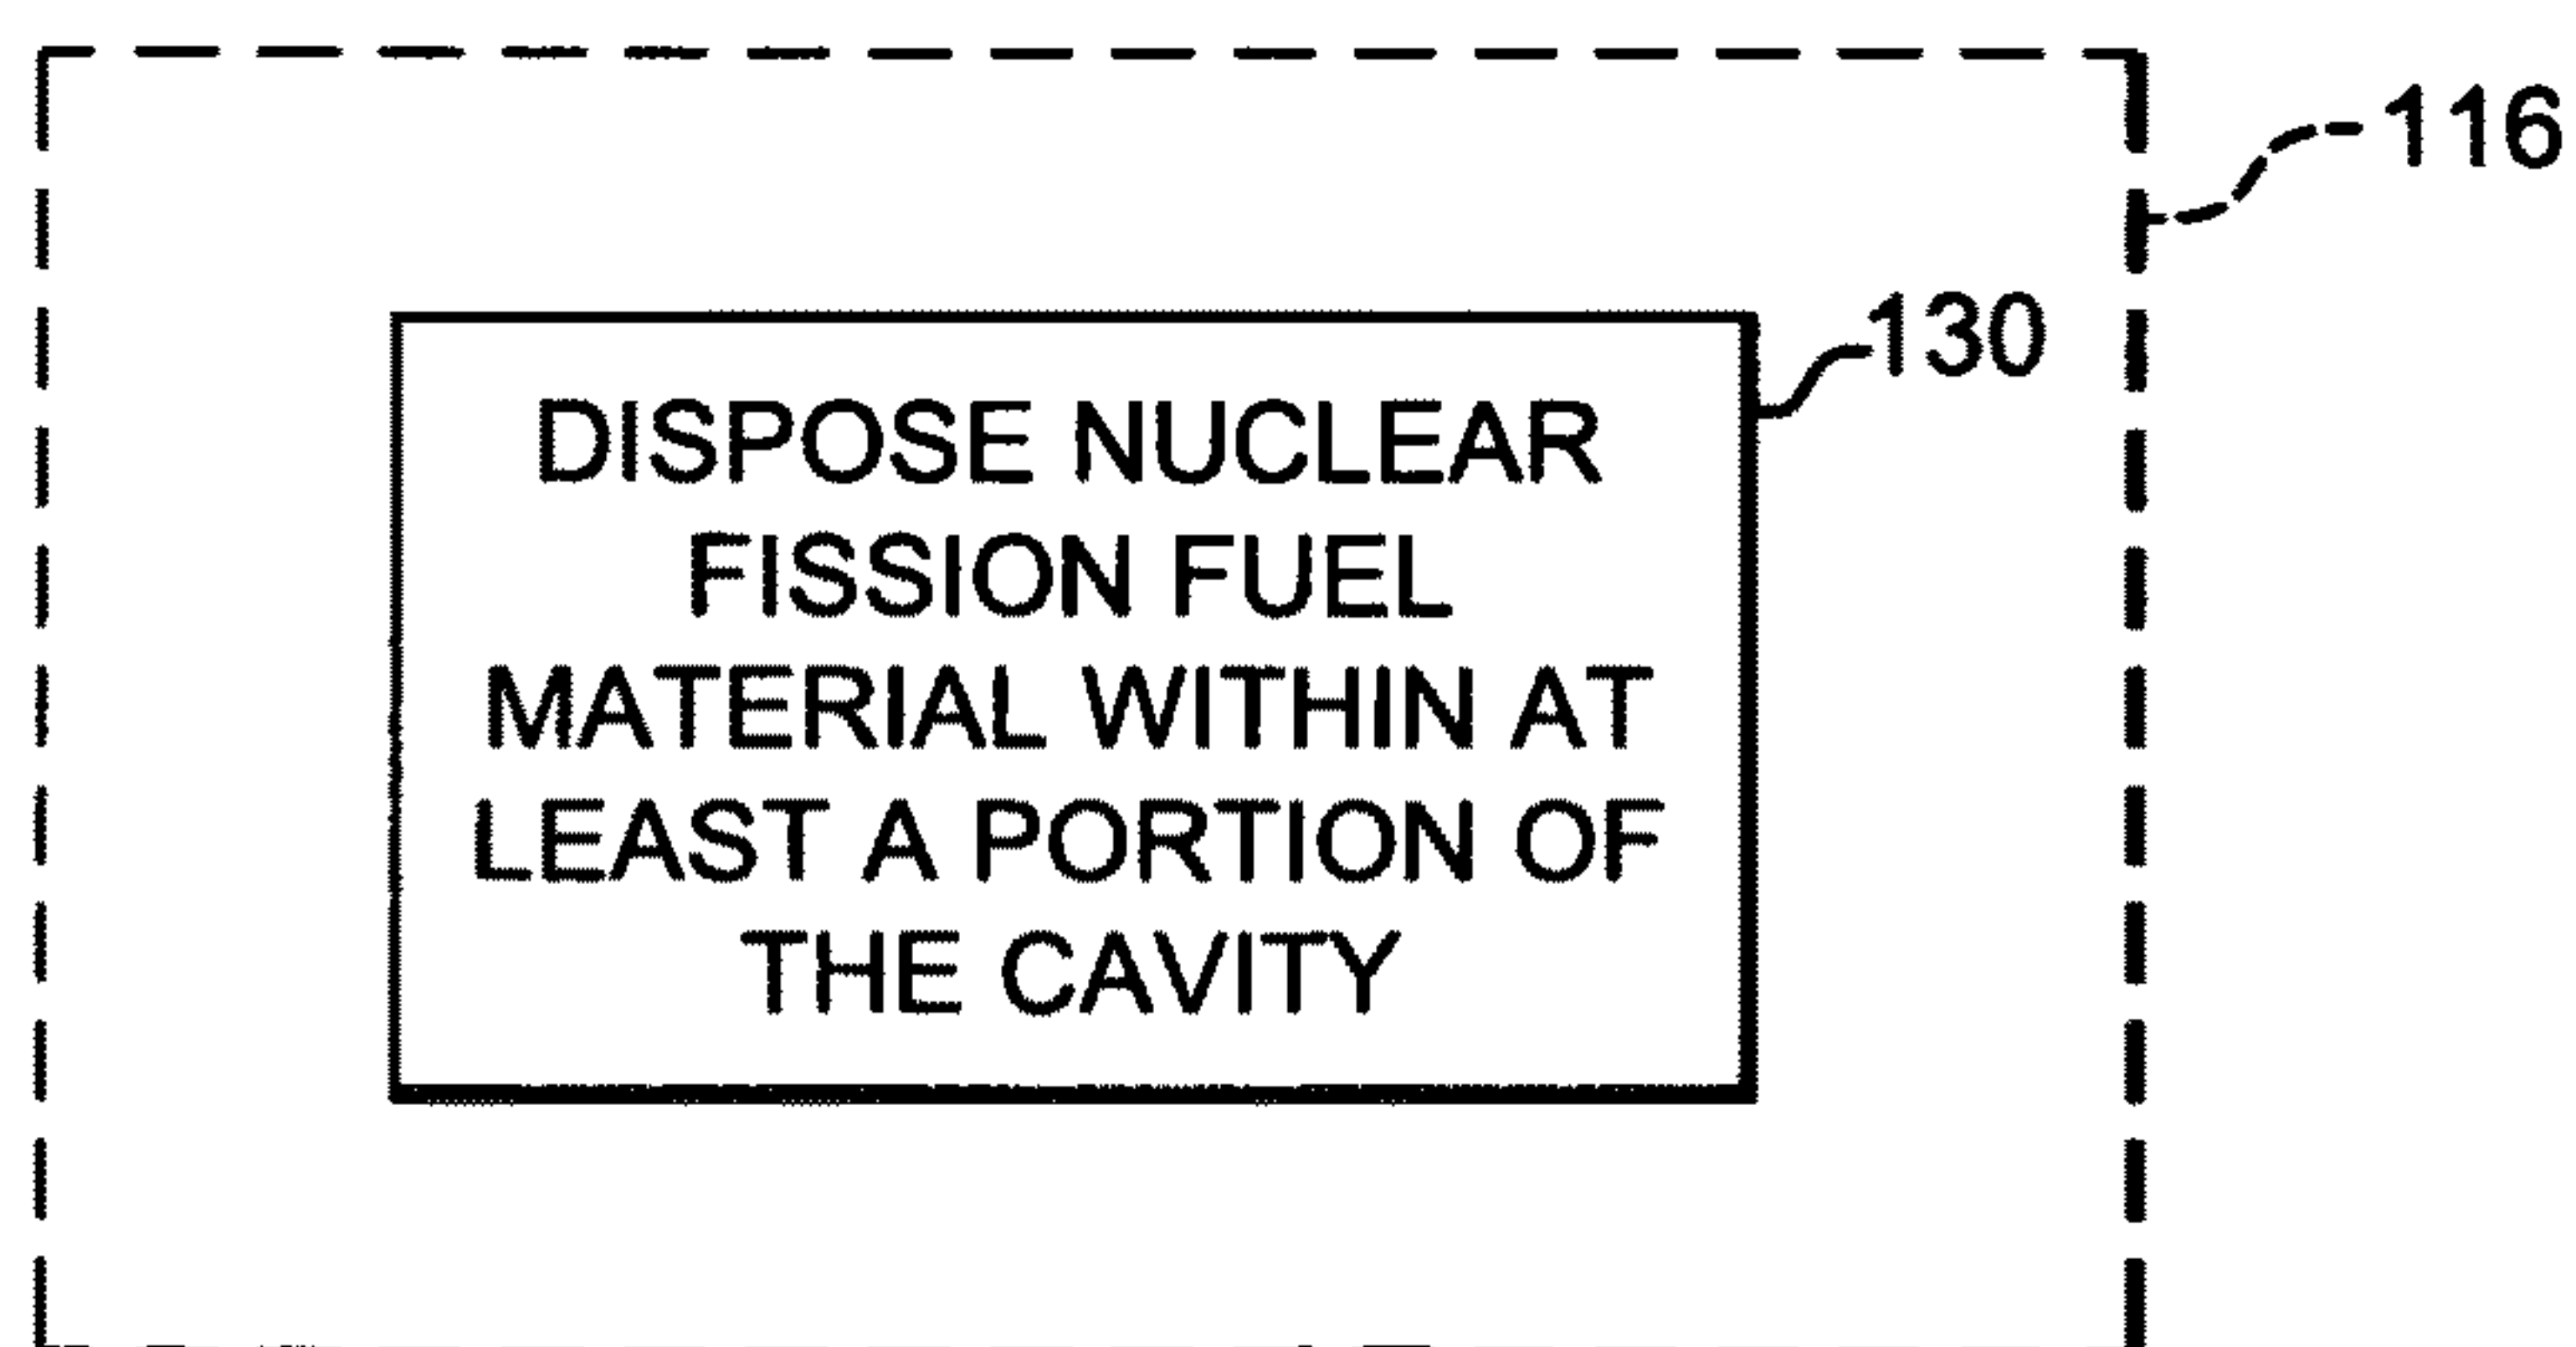 116
130
DISPOSE NUCLEAR
FISSION FUEL
MATERIAL WITHIN AT
LEAST A PORTION OF
THE CAVITY